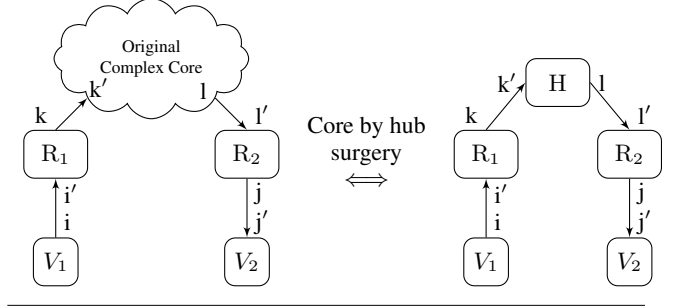 Original
Complex Core
k′ l
k l′
R₁ R₂
i′ j
i j′
V₁ V₂
Core by hub
surgery
⟺
k′ H l
k l′
R₁ R₂
i′ j
i j′
V₁ V₂